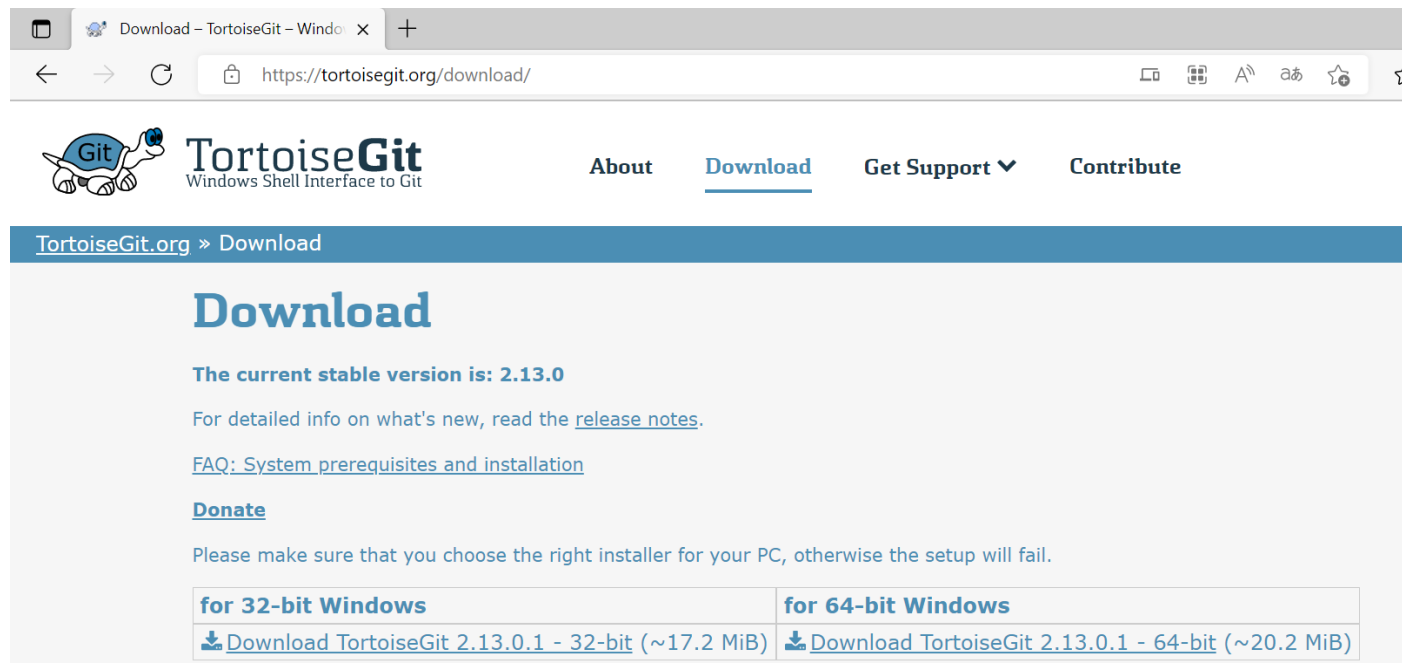 Download – TortoiseGit – Windo
https://tortoisegit.org/download/
Git
TortoiseGit
Windows Shell Interface to Git
About Download Get Support Contribute
TortoiseGit.org » Download
Download
The current stable version is: 2.13.0
For detailed info on what's new, read the release notes.
FAQ: System prerequisites and installation
Donate
Please make sure that you choose the right installer for your PC, otherwise the setup will fail.
for 32-bit Windows for 64-bit Windows
Download TortoiseGit 2.13.0.1 - 32-bit (~17.2 MiB) Download TortoiseGit 2.13.0.1 - 64-bit (~20.2 MiB)